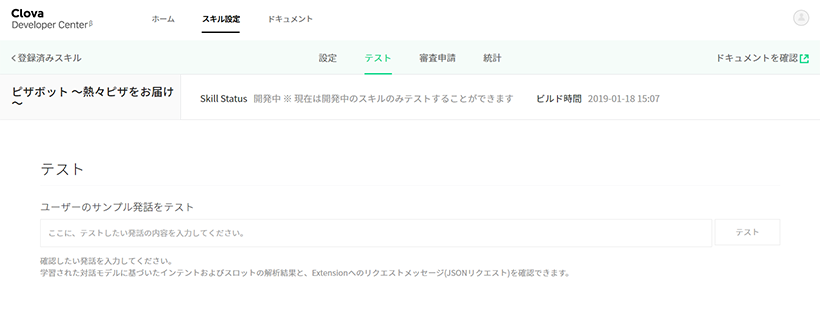 Clova
Developer Center β
ホーム
スキル設定
ドキュメント
登録済みスキル
設定
テスト
審査申請
統計
ドキュメントを確認
ピザボット ～熱々ピザをお届け
～
Skill Status 開発中 ※ 現在は開発中のスキルのみテストすることができます
ビルド時間 2019-01-18 15:07
テスト
ユーザーのサンプル発話をテスト
ここに、テストしたい発話の内容を入力してください。
テスト
確認したい発話を入力してください。
学習された対話モデルに基づいたインテントおよびスロットの解析結果と、Extensionへのリクエストメッセージ(JSONリクエスト)を確認できます。